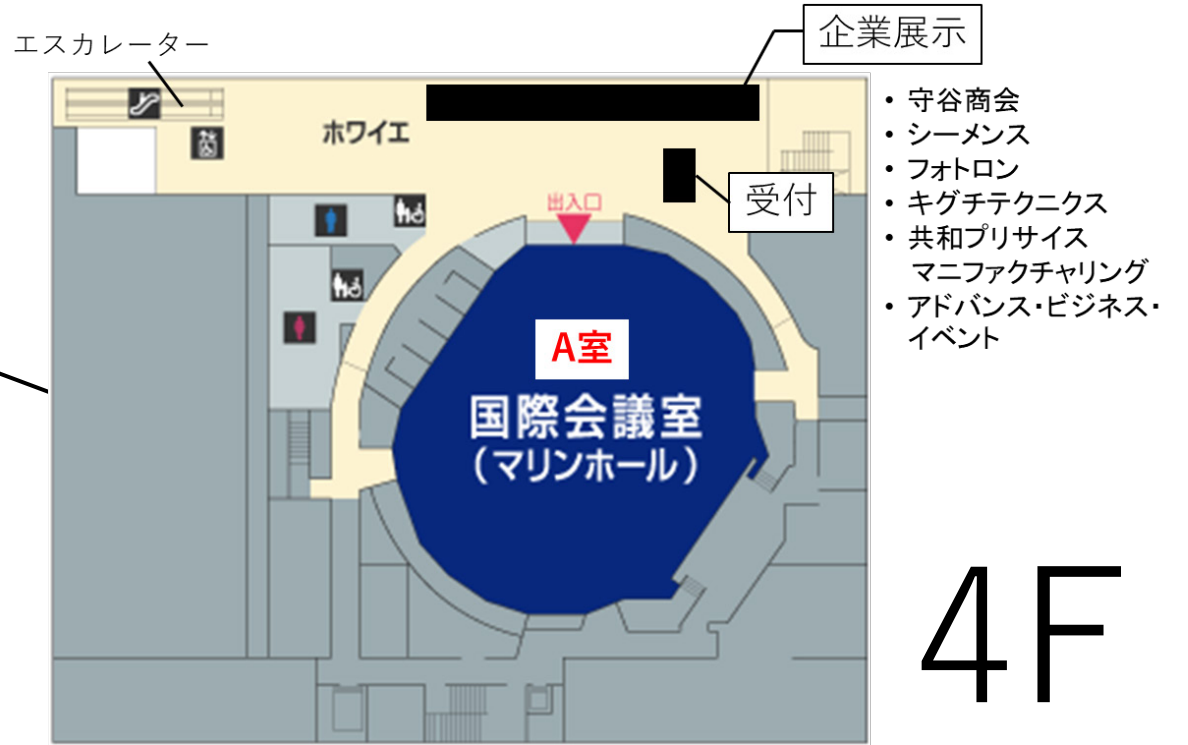 企業展示
エスカレーター
・守谷商会
・シーメンス
・フォトロン
・キグチテクニクス
・共和プリサイス
マニファクチャリング
・アドバンス・ビジネス・
イベント
ホワイエ
受付
出入口
A室
国際会議室
(マリンホール)
4F